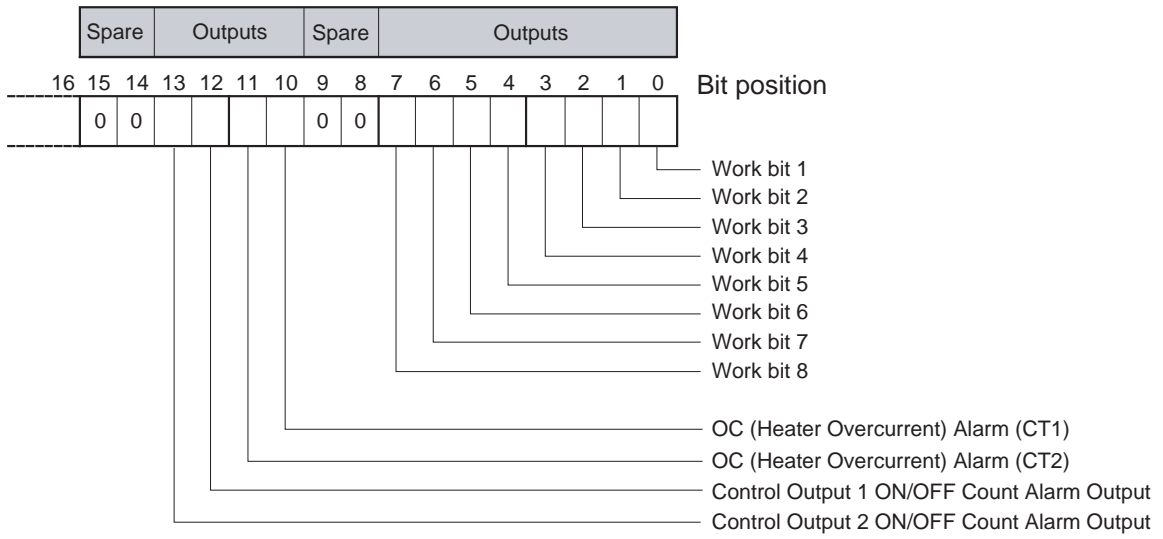 Spare Outputs Spare Outputs
16 15 14 13 12 11 10 9 8 7 6 5 4 3 2 1 0 Bit position
0 0 0 0
Work bit 1
Work bit 2
Work bit 3
Work bit 4
Work bit 5
Work bit 6
Work bit 7
Work bit 8
OC (Heater Overcurrent) Alarm (CT1)
OC (Heater Overcurrent) Alarm (CT2)
Control Output 1 ON/OFF Count Alarm Output
Control Output 2 ON/OFF Count Alarm Output